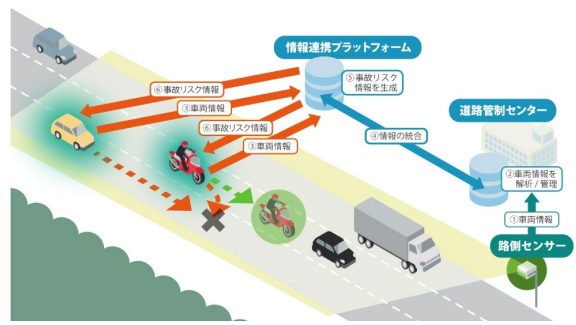 情報連携プラットフォーム
⑥事故リスク情報
③車両情報
⑤事故リスク
情報を生成
⑥事故リスク情報
③車両情報
④情報の統合
道路管制センター
②車両情報を
解析/管理
①車両情報
路側センサー